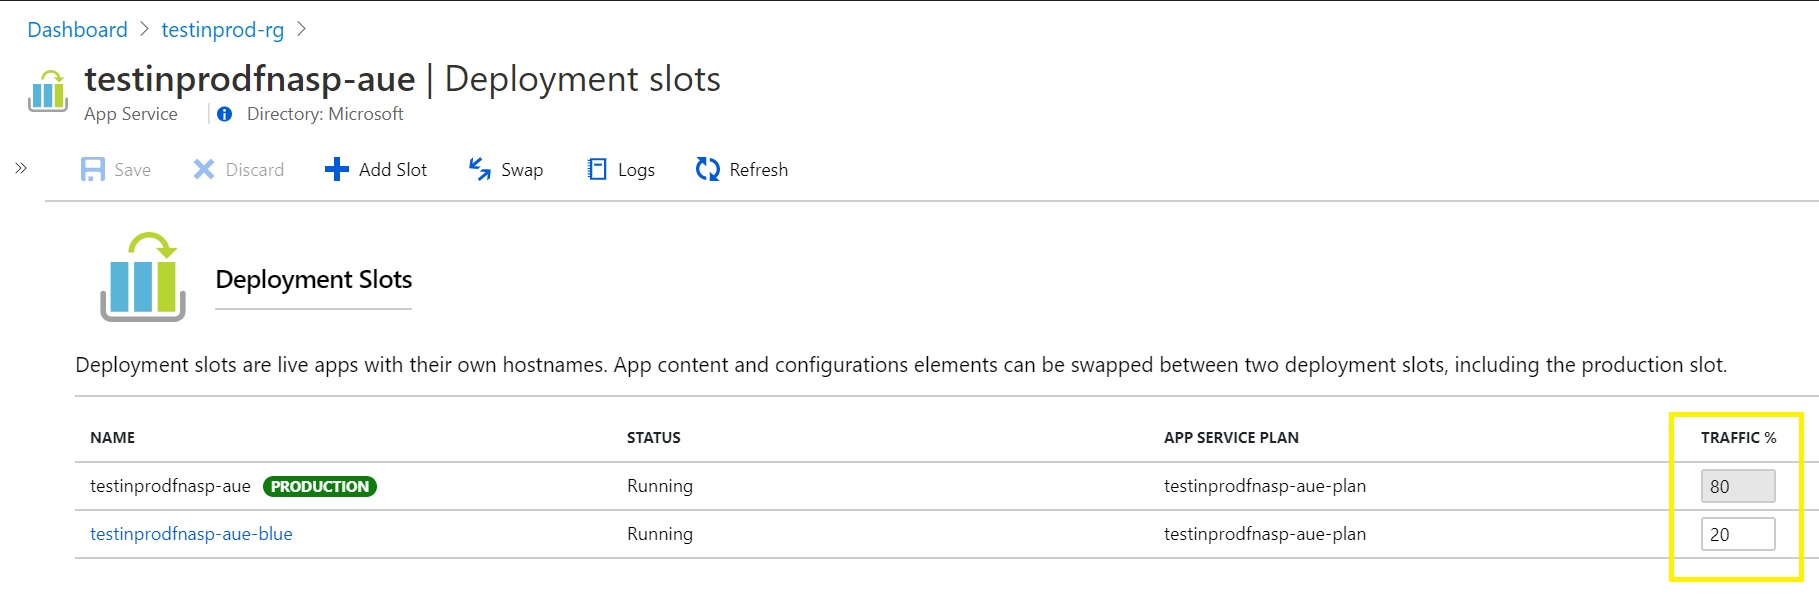 Dashboard > testinprod-rg >
testinprodfnasp-aue | Deployment slots
App Service | Directory: Microsoft
» Save Discard Add Slot Swap Logs Refresh
Deployment Slots
Deployment slots are live apps with their own hostnames. App content and configurations elements can be swapped between two deployment slots, including the production slot.
NAME STATUS APP SERVICE PLAN TRAFFIC %
testinprodfnasp-aue PRODUCTION Running testinprodfnasp-aue-plan 80
testinprodfnasp-aue-blue Running testinprodfnasp-aue-plan 20